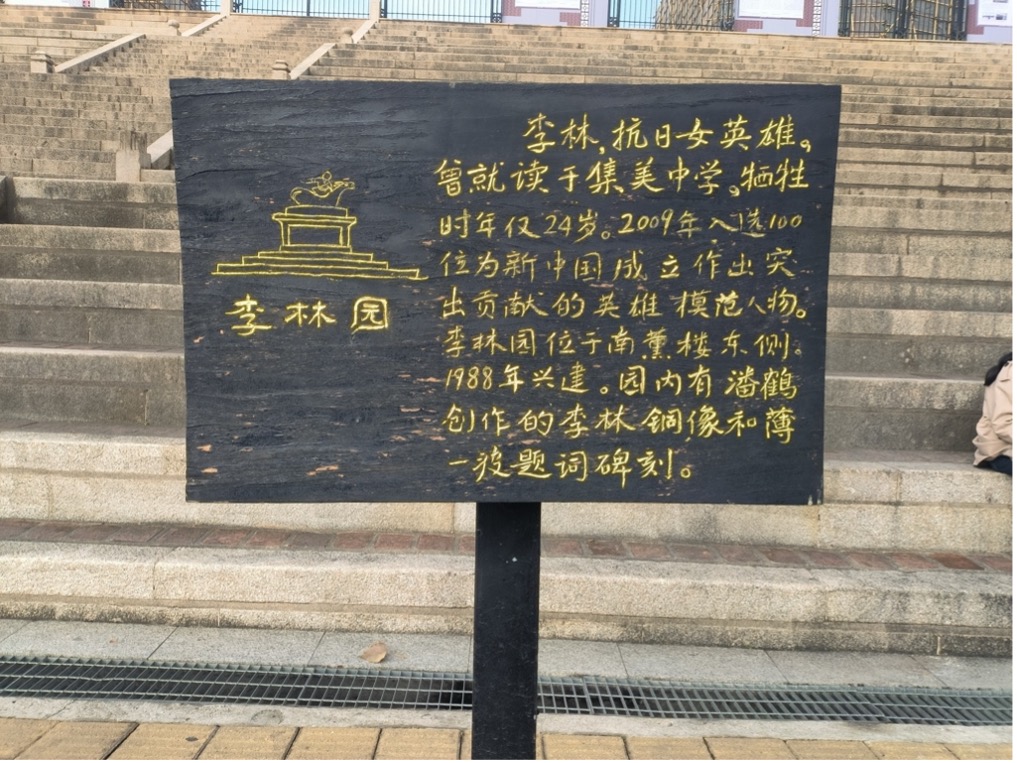 李林园
李林,抗日女英雄。
曾就读于集美中学。牺牲
时年仅24岁。2009年入选100
位为新中国成立作出突
出贡献的英雄模范人物。
李林园位于南薰楼东侧。
1988年兴建。园内有潘鹤
创作的李林铜像和薄
一波题词碑刻。